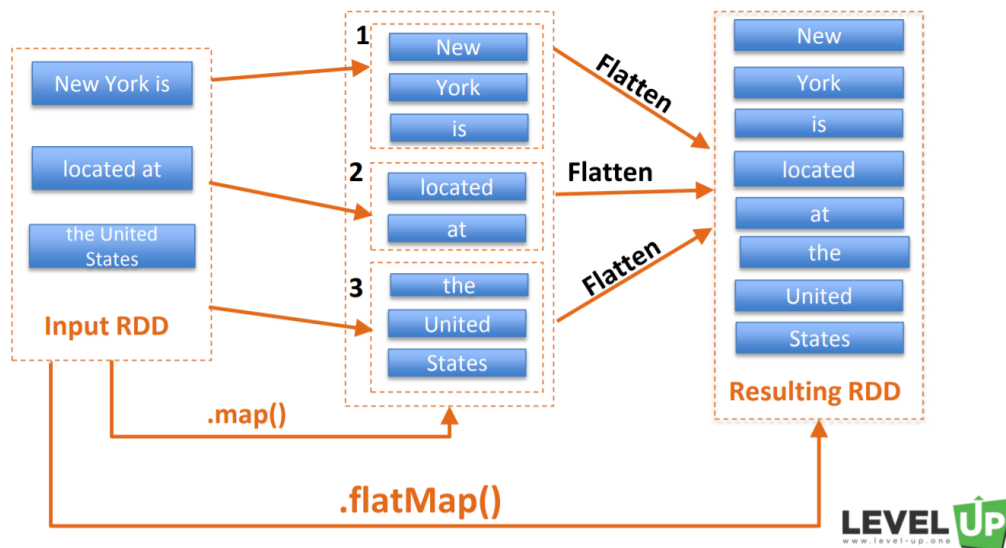 New York is
located at
the United
States
Input RDD
1
New
York
is
2
located
at
3
the
United
States
Flatten
Flatten
Flatten
New
York
is
located
at
the
United
States
Resulting RDD
.map()
.flatMap()
LEVEL UP
www.level-up.one